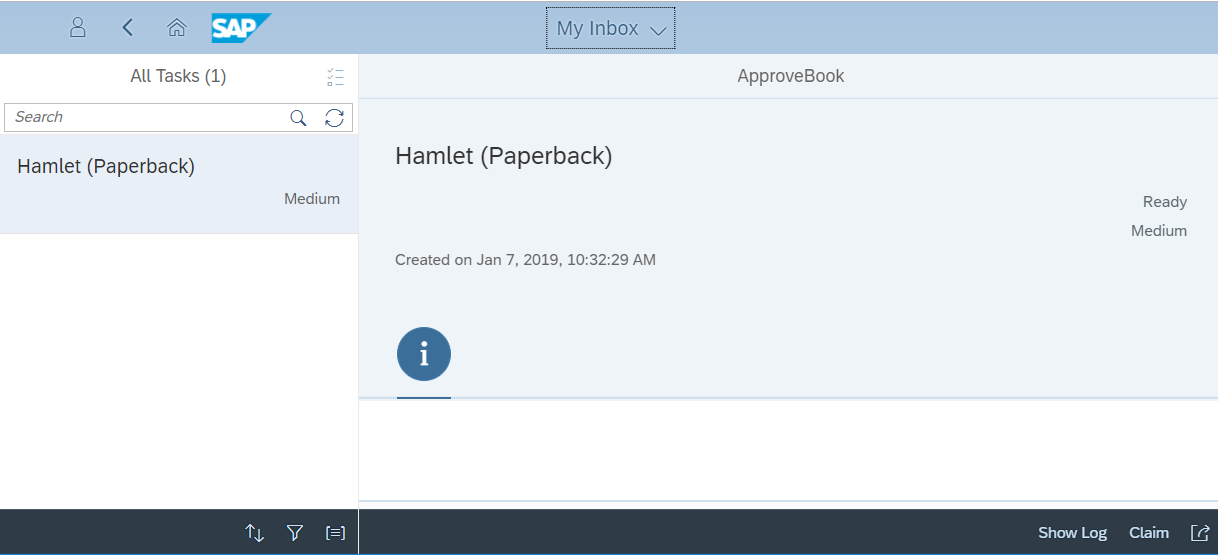 SAP
My Inbox
All Tasks (1)
Search
Hamlet (Paperback)
Medium
ApproveBook
Hamlet (Paperback)
Ready
Medium
Created on Jan 7, 2019, 10:32:29 AM
i
Show Log Claim